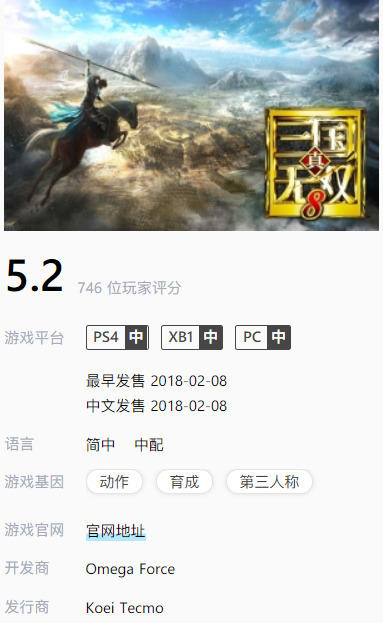 三国
真
无双
8
5.2 746 位玩家评分
游戏平台 PS4 中 XB1 中 PC 中
最早发售 2018-02-08
中文发售 2018-02-08
语言 简中 中配
游戏基因 动作 育成 第三人称
游戏官网 官网地址
开发商 Omega Force
发行商 Koei Tecmo